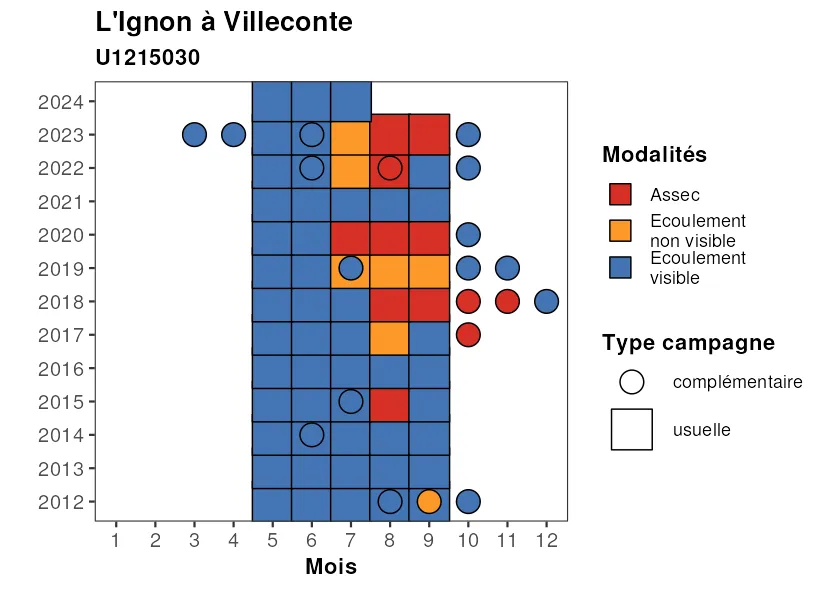 L'Ignon à Villeconte
U1215030
2024
2023
2022
2021
2020
2019
2018
2017
2016
2015
2014
2013
2012
1 2 3 4 5 6 7 8 9 10 11 12
Mois
Modalités
Assec
Ecoulement
non visible
Ecoulement
visible
Type campagne
complémentaire
usuelle